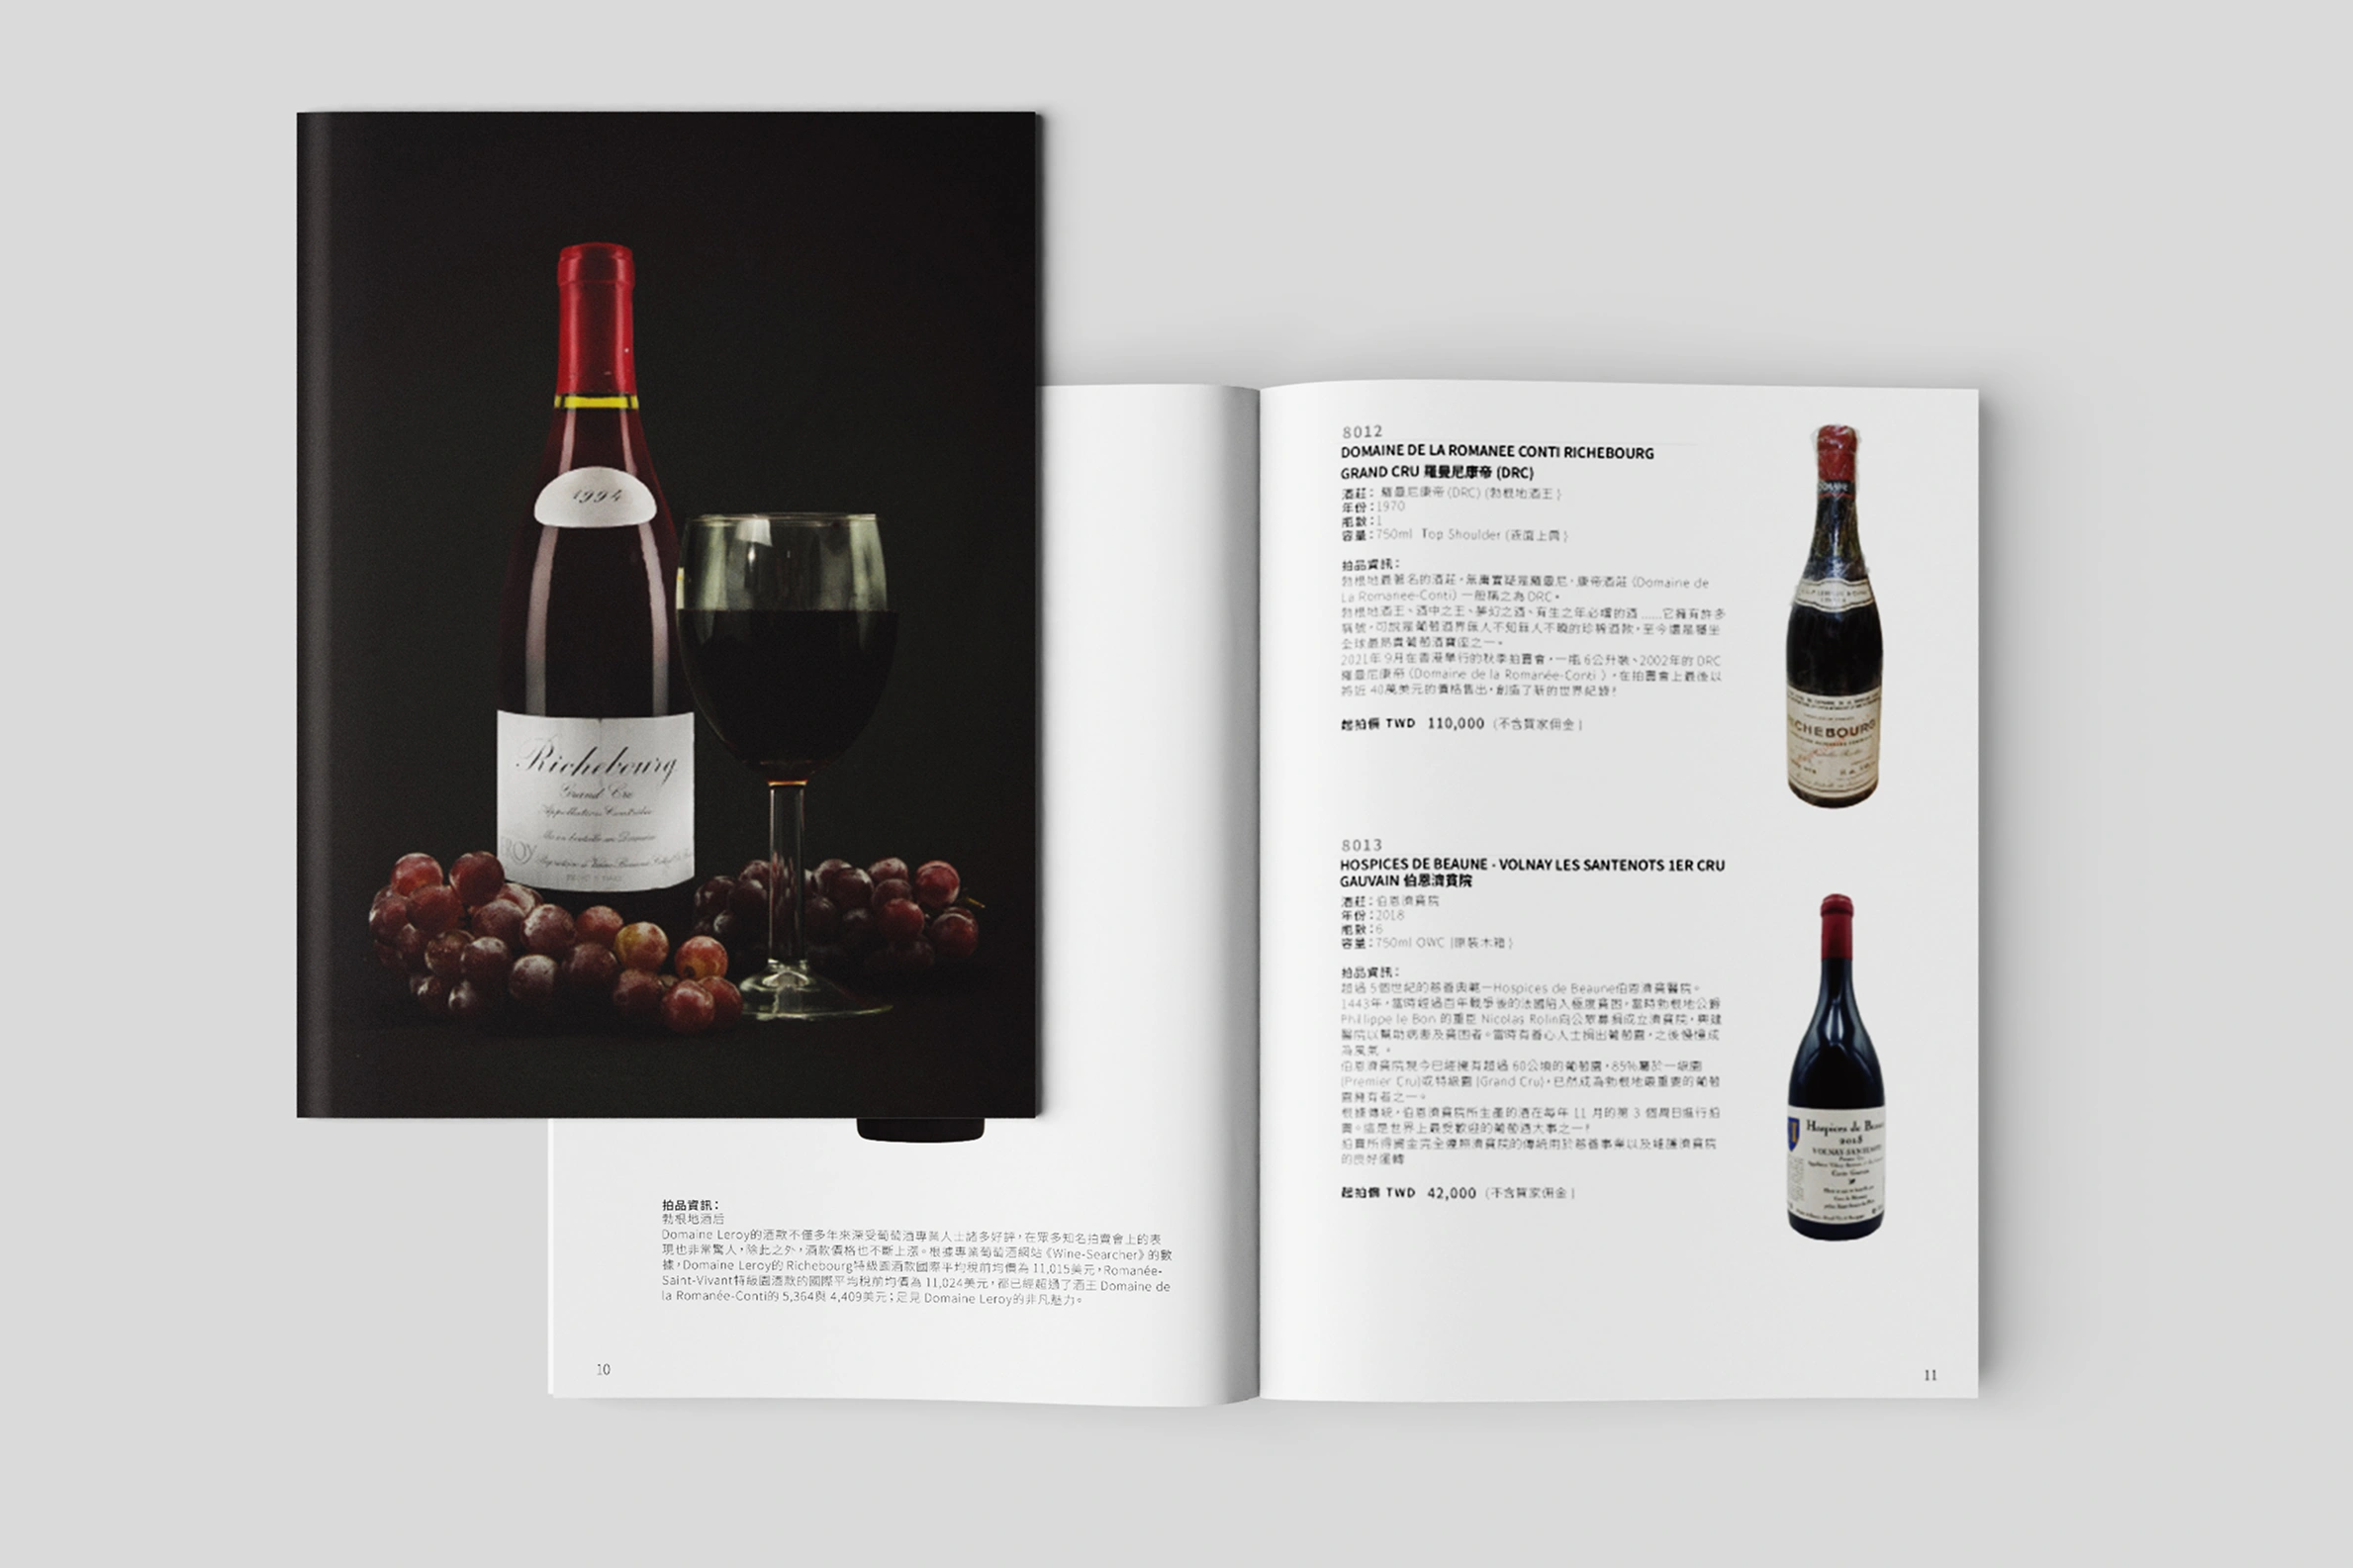 1994
Richebourg
Grand Cru
Appellation Contrôlée
Mis en bouteille au Domaine
拍品資訊：
勃根地酒后
Domaine Leroy的酒款不僅多年來深受葡萄酒專業人士諸多好評，在眾多知名拍賣會上的表
現也非常驚人，除此之外，酒款價格也不斷上漲。根據專業葡萄酒網站《Wine-Searcher》的數
據，Domaine Leroy的 Richebourg特級園酒款國際平均稅前均價為 11,015美元，Romanée-
Saint-Vivant特級園酒款的國際平均稅前均價為 11,024美元，都已經超過了酒王 Domaine de
la Romanée-Conti的 5,364與 4,409美元；足見 Domaine Leroy的非凡魅力。
10
8012
DOMAINE DE LA ROMANEE CONTI RICHEBOURG
GRAND CRU 羅曼尼康帝 (DRC)
酒莊： 羅曼尼康帝 (DRC) (勃根地酒王 )
年份：1970
瓶數：1
容量：750ml Top Shoulder (液面上肩 )
拍品資訊：
勃根地最著名的酒莊，無庸置疑是羅曼尼，康帝酒莊 (Domaine de
La Romanee-Conti) 一般稱之為 DRC。
勃根地酒王、酒中之王、夢幻之酒、有生之年必嚐的酒 ......它擁有許多
稱號，可說是葡萄酒界無人不知無人不曉的珍稀酒款，至今還是穩坐
全球最昂貴葡萄酒寶座之一。
2021年 9月在香港舉行的秋季拍賣會，一瓶 6公升裝、2002年的 DRC
羅曼尼康帝 (Domaine de la Romanée-Conti )，在拍賣會上最後以
將近 40萬美元的價格售出，創造了新的世界紀錄！
起拍價 TWD 110,000 (不含買家佣金 )
RICHEBOURG
8013
HOSPICES DE BEAUNE - VOLNAY LES SANTENOTS 1ER CRU
GAUVAIN 伯恩濟貧院
酒莊：伯恩濟貧院
年份：2018
瓶數：6
容量：750ml OWC (原裝木箱 )
拍品資訊：
超過 5個世紀的慈善典範—Hospices de Beaune伯恩濟貧醫院。
1443年，當時經過百年戰爭後的法國陷入極度貧困，當時勃根地公爵
Phillippe le Bon 的重臣 Nicolas Rolin向公眾募捐成立濟貧院，興建
醫院以幫助病患及貧困者。當時有善心人士捐出葡萄園，之後慢慢成
為風氣 。
伯恩濟貧院現今已經擁有超過 60公頃的葡萄園，85%屬於一級園
(Premier Cru)或特級園 (Grand Cru)，已然成為勃根地最重要的葡萄
園擁有者之一。
根據傳統，伯恩濟貧院所生產的酒在每年 11 月的第 3 個周日進行拍
賣。這是世界上最受歡迎的葡萄酒大事之一！
拍賣所得資金完全遵照濟貧院的傳統用於慈善事業以及維護濟貧院
的良好運轉
起拍價 TWD 42,000 (不含買家佣金 )
Hospices de Beau
2018
VOLNAY-SANTENOTS
11